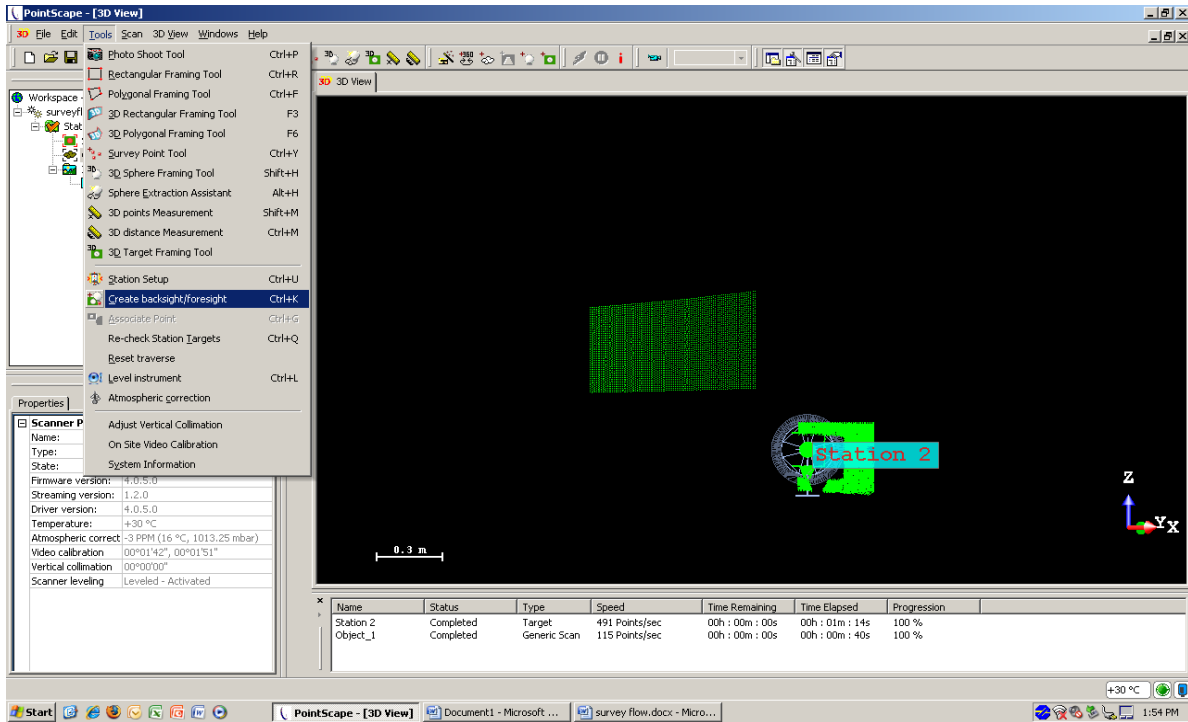 PointScape - [3D View]
3D File Edit Tools Scan 3D View Windows Help
Photo Shoot Tool Ctrl+P
Rectangular Framing Tool Ctrl+R
Polygonal Framing Tool Ctrl+F
3D Rectangular Framing Tool F3
3D Polygonal Framing Tool F6
Survey Point Tool Ctrl+Y
3D Sphere Framing Tool Shift+H
Sphere Extraction Assistant Alt+H
3D points Measurement Shift+M
3D distance Measurement Ctrl+M
3D Target Framing Tool
Station Setup Ctrl+U
Create backsight/foresight Ctrl+K
Associate Point Ctrl+G
Re-check Station Targets Ctrl+Q
Reset traverse
Level instrument Ctrl+L
Atmospheric correction
Adjust Vertical Collimation
On Site Video Calibration
System Information
Workspace -
surveyfl
Stat
3D 3D View
Station 2
Z
Y X
0.3 m
Properties
Scanner P
Name:
Type:
State:
Firmware version: 4.0.5.0
Streaming version: 1.2.0
Driver version: 4.0.5.0
Temperature: +30 °C
Atmospheric correct -3 PPM (16 °C, 1013.25 mbar)
Video calibration 00°01'42", 00°01'51"
Vertical collimation 00°00'00"
Scanner leveling Leveled - Activated
Name Status Type Speed Time Remaining Time Elapsed Progression
Station 2 Completed Target 491 Points/sec 00h : 00m : 00s 00h : 01m : 14s 100 %
Object_1 Completed Generic Scan 115 Points/sec 00h : 00m : 00s 00h : 00m : 40s 100 %
+30 °C
Start PointScape - [3D View] Document1 - Microsoft ... survey flow.docx - Micro... 1:54 PM